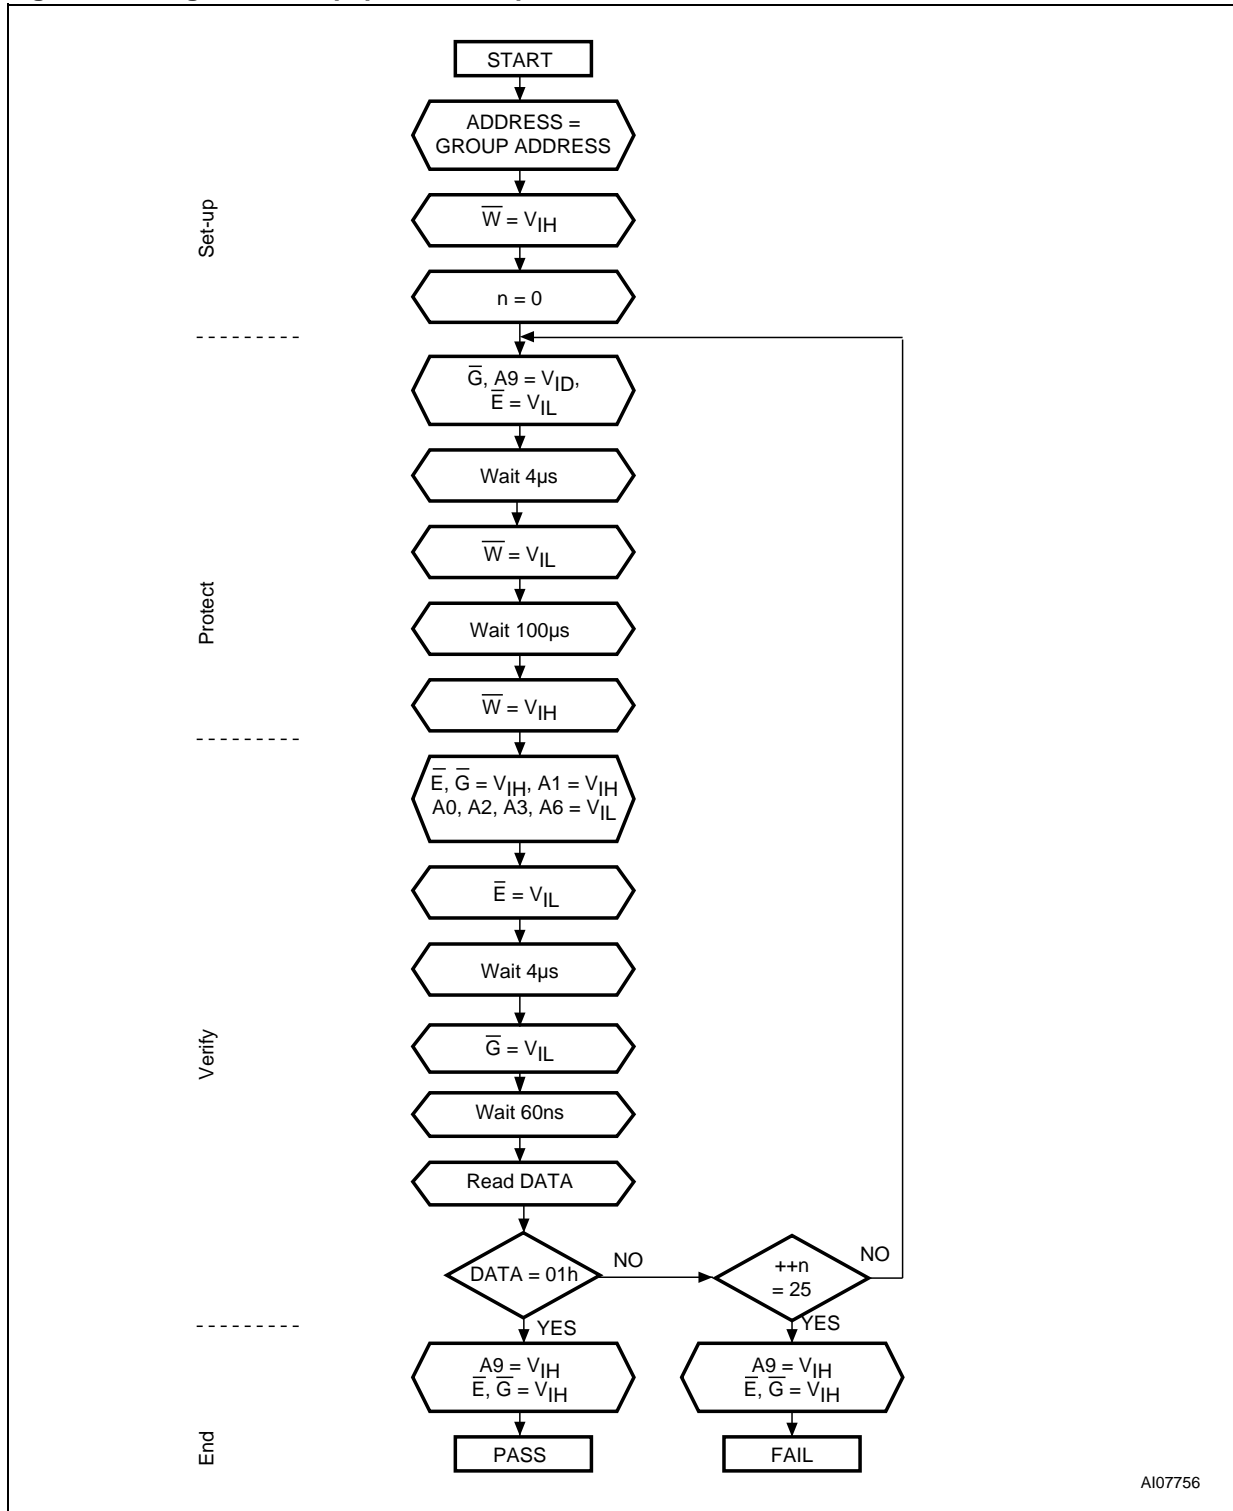 START
ADDRESS =
GROUP ADDRESS
Set-up
W̅ = VIH
n = 0
G̅, A9 = VID,
E̅ = VIL
Wait 4µs
W̅ = VIL
Protect
Wait 100µs
W̅ = VIH
E̅, G̅ = VIH, A1 = VIH
A0, A2, A3, A6 = VIL
E̅ = VIL
Wait 4µs
Verify
G̅ = VIL
Wait 60ns
Read DATA
DATA = 01h
NO
++n
= 25
NO
YES
YES
A9 = VIH
E̅, G̅ = VIH
A9 = VIH
E̅, G̅ = VIH
End
PASS
FAIL
AI07756